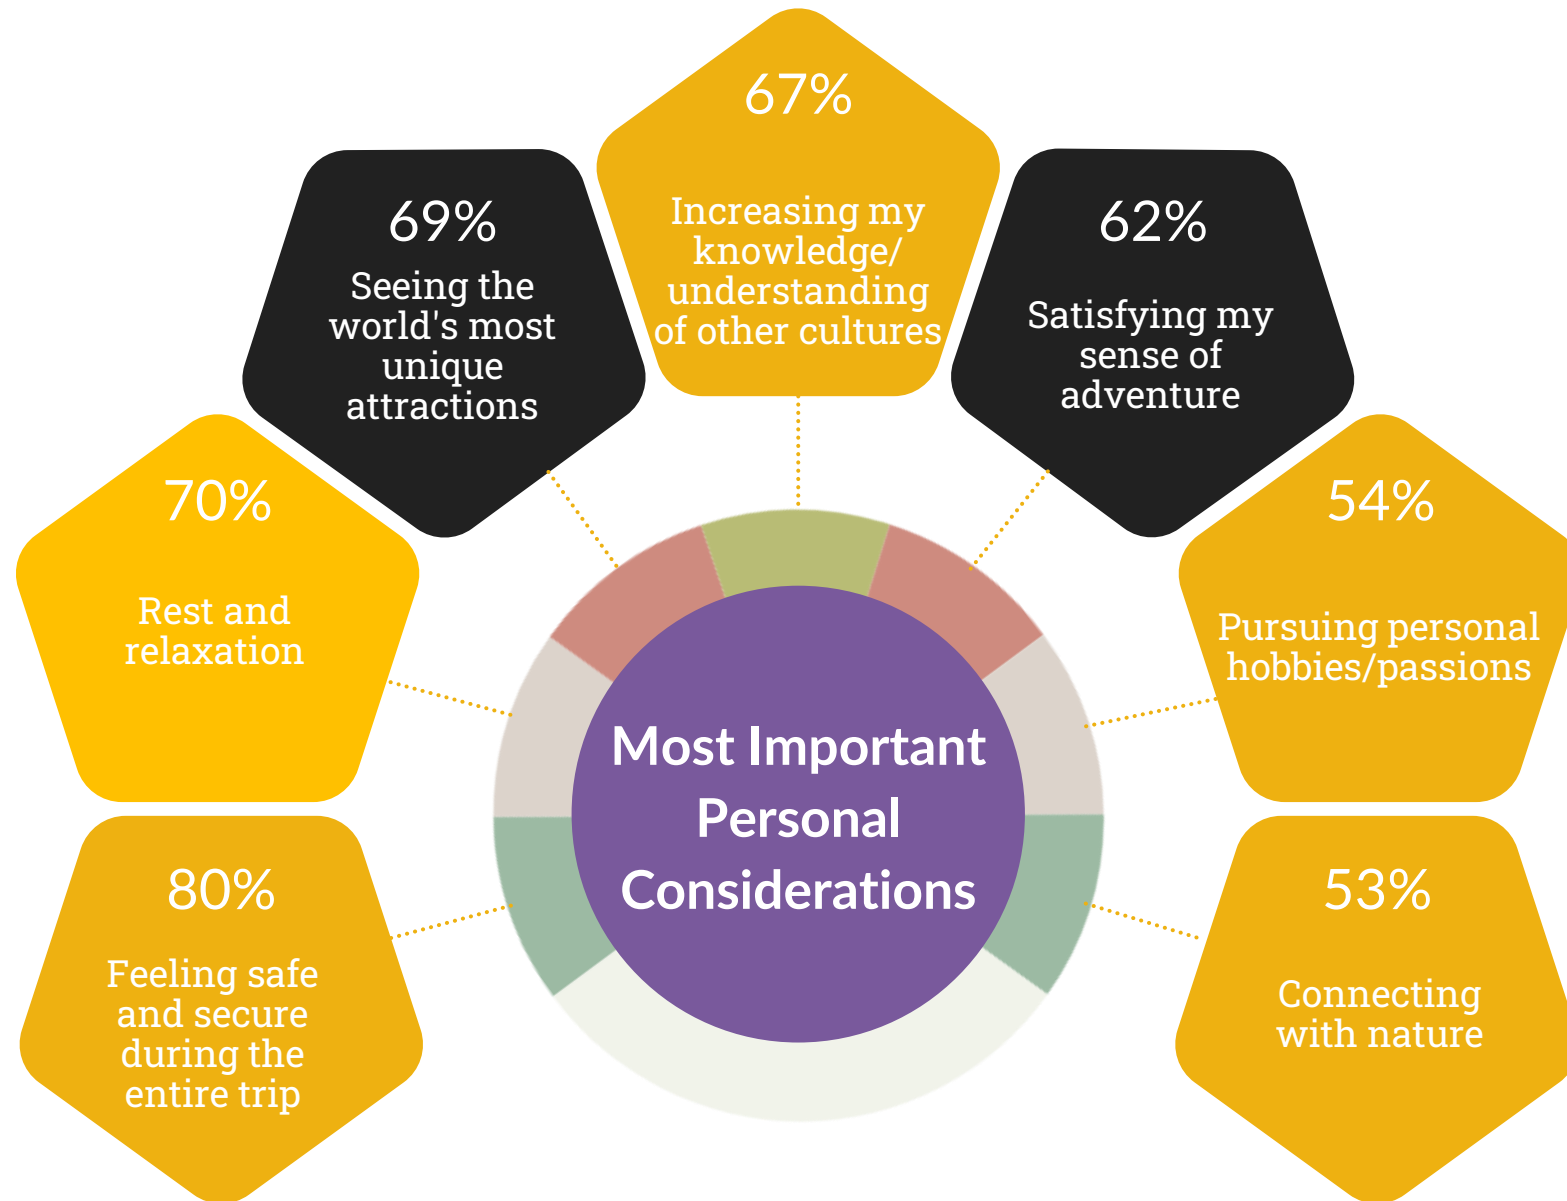 67%
Increasing my
knowledge/
understanding
of other cultures
69%
Seeing the
world's most
unique
attractions
62%
Satisfying my
sense of
adventure
70%
Rest and
relaxation
54%
Pursuing personal
hobbies/passions
Most Important
Personal
Considerations
80%
Feeling safe
and secure
during the
entire trip
53%
Connecting
with nature